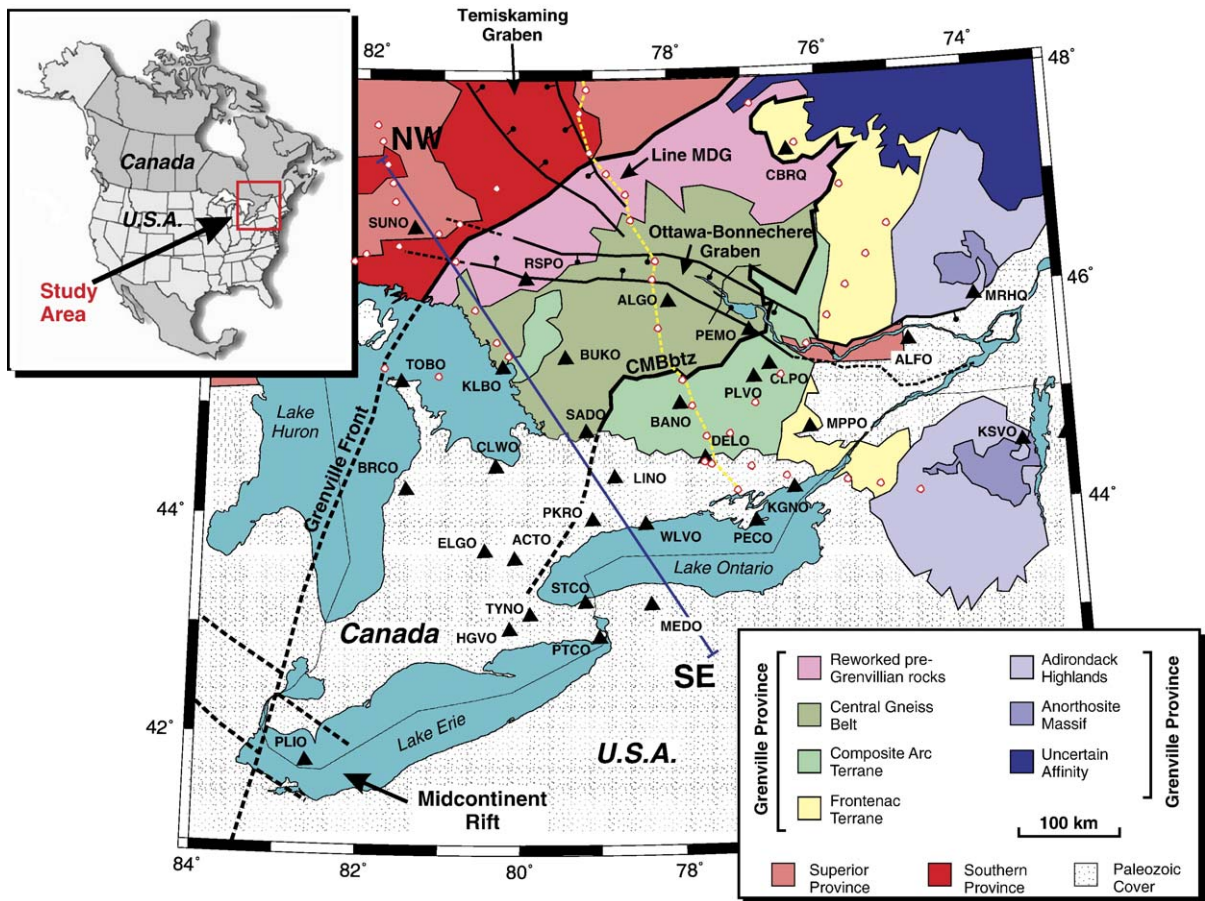 Temiskaming
Graben
82°
78°
76°
74°
48°
Canada
U.S.A.
Study
Area
NW
Line MDG
CBRQ
SUNO
Ottawa-Bonnechere
Graben
RSPO
46°
MRHQ
ALGO
PEMO
ALFO
BUKO
CMBbtz
TOBO
KLBO
CLPO
PLVO
Lake
Huron
SADO
BANO
MPPO
KSVO
Grenville Front
CLWO
DELO
BRCO
LINO
44°
KGNO
44°
PKRO
WLVO
PECO
ELGO
ACTO
Lake Ontario
STCO
TYNO
MEDO
Canada
HGVO
PTCO
SE
42°
PLIO
Lake Erie
U.S.A.
Midcontinent
Rift
84°
82°
80°
78°
Grenville Province
Reworked pre-
Grenvillian rocks
Central Gneiss
Belt
Composite Arc
Terrane
Frontenac
Terrane
Adirondack
Highlands
Anorthosite
Massif
Uncertain
Affinity
Grenville Province
100 km
Superior
Province
Southern
Province
Paleozoic
Cover